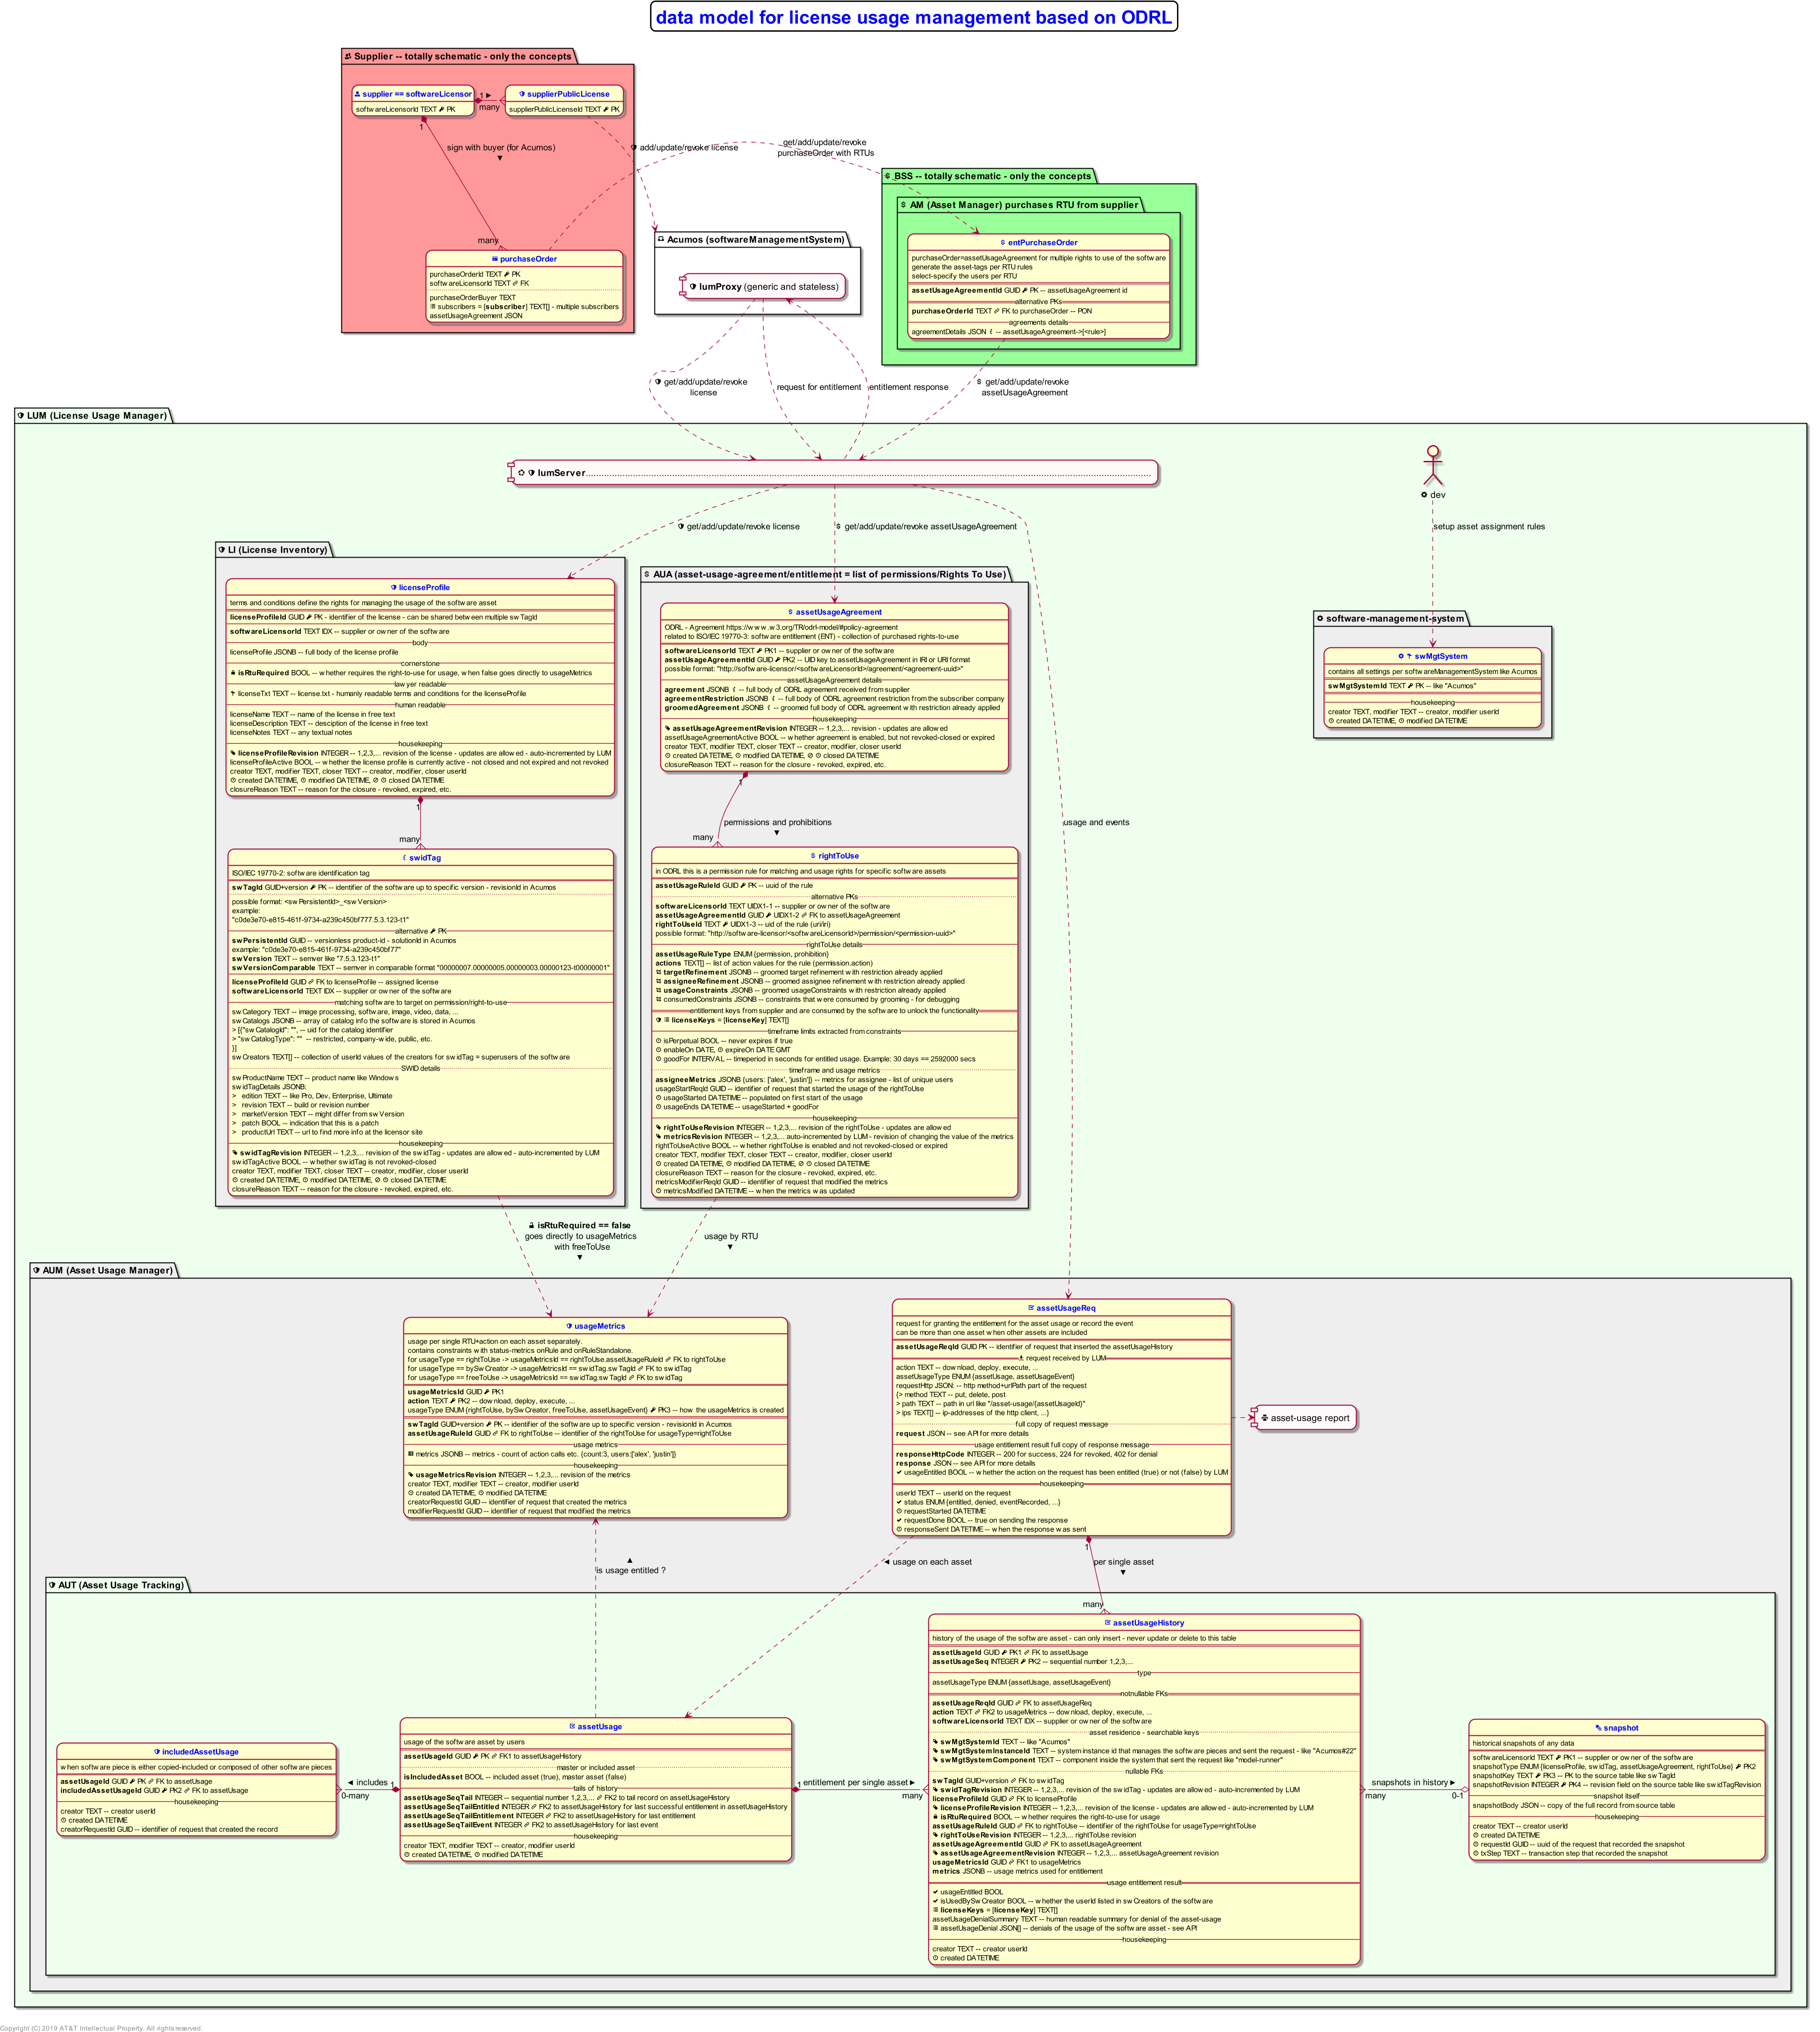 data model for license usage management based on ODRL
Supplier -- totally schematic - only the concepts
supplier == softwareLicensor
softwareLicensorId TEXT PK
1
many
supplierPublicLicense
supplierPublicLicenseId TEXT PK
1
sign with buyer (for Acumos)
many
purchaseOrder
purchaseOrderId TEXT PK
softwareLicensorId TEXT FK
purchaseOrderBuyer TEXT
subscribers = [subscriber] TEXT[] - multiple subscribers
assetUsageAgreement JSON
add/update/revoke license
get/add/update/revoke
purchaseOrder with RTUs
BSS -- totally schematic - only the concepts
AM (Asset Manager) purchases RTU from supplier
entPurchaseOrder
purchaseOrder=assetUsageAgreement for multiple rights to use of the software
generate the asset-tags per RTU rules
select-specify the users per RTU
assetUsageAgreementId GUID PK -- assetUsageAgreement id
alternative PKs
purchaseOrderId TEXT FK to purchaseOrder -- PON
agreements details
agreementDetails JSON -- assetUsageAgreement->[<rule>]
Acumos (softwareManagementSystem)
lumProxy (generic and stateless)
get/add/update/revoke
license
request for entitlement
entitlement response
get/add/update/revoke
assetUsageAgreement
LUM (License Usage Manager)
lumServer
dev
setup asset assignment rules
get/add/update/revoke license
get/add/update/revoke assetUsageAgreement
usage and events
LI (License Inventory)
licenseProfile
terms and conditions define the rights for managing the usage of the software asset
licenseProfileId GUID PK - identifier of the license - can be shared between multiple swTagId
softwareLicensorId TEXT IDX -- supplier or owner of the software
body
licenseProfile JSONB -- full body of the license profile
cornerstone
isRtuRequired BOOL -- whether requires the right-to-use for usage, when false goes directly to usageMetrics
lawyer readable
licenseTxt TEXT -- license.txt - humanly readable terms and conditions for the licenseProfile
human readable
licenseName TEXT -- name of the license in free text
licenseDescription TEXT -- desciption of the license in free text
licenseNotes TEXT -- any textual notes
housekeeping
licenseProfileRevision INTEGER -- 1,2,3,... revision of the license - updates are allowed - auto-incremented by LUM
licenseProfileActive BOOL -- whether the license profile is currently active - not closed and not expired and not revoked
creator TEXT, modifier TEXT, closer TEXT -- creator, modifier, closer userId
created DATETIME, modified DATETIME, closed DATETIME
closureReason TEXT -- reason for the closure - revoked, expired, etc.
1
many
swidTag
ISO/IEC 19770-2: software identification tag
swTagId GUID+version PK -- identifier of the software up to specific version - revisionId in Acumos
possible format: <swPersistentId>_<swVersion>
example:
"c0de3e70-e815-461f-9734-a239c450bf777.5.3.123-t1"
alternative PK
swPersistentId GUID -- versionless product-id - solutionId in Acumos
example: "c0de3e70-e815-461f-9734-a239c450bf77"
swVersion TEXT -- semver like "7.5.3.123-t1"
swVersionComparable TEXT -- semver in comparable format "00000007.00000005.00000003.00000123-t00000001"
licenseProfileId GUID FK to licenseProfile -- assigned license
softwareLicensorId TEXT IDX -- supplier or owner of the software
matching software to target on permission/right-to-use
swCategory TEXT -- image processing, software, image, video, data, ...
swCatalogs JSONB -- array of catalog info the software is stored in Acumos
> [{"swCatalogId": "", -- uid for the catalog identifier
> "swCatalogType": "" -- restricted, company-wide, public, etc.
}]
swCreators TEXT[] -- collection of userId values of the creators for swidTag = superusers of the software
SWID details
swProductName TEXT -- product name like Windows
swidTagDetails JSONB:
> edition TEXT -- like Pro, Dev, Enterprise, Ultimate
> revision TEXT -- build or revision number
> marketVersion TEXT -- might differ from swVersion
> patch BOOL -- indication that this is a patch
> productUrl TEXT -- url to find more info at the licensor site
housekeeping
swidTagRevision INTEGER -- 1,2,3,... revision of the swidTag - updates are allowed - auto-incremented by LUM
swidTagActive BOOL -- whether swidTag is not revoked-closed
creator TEXT, modifier TEXT, closer TEXT -- creator, modifier, closer userId
created DATETIME, modified DATETIME, closed DATETIME
closureReason TEXT -- reason for the closure - revoked, expired, etc.
AUA (asset-usage-agreement/entitlement = list of permissions/Rights To Use)
assetUsageAgreement
ODRL - Agreement https://www.w3.org/TR/odrl-model/#policy-agreement
related to ISO/IEC 19770-3: software entitlement (ENT) - collection of purchased rights-to-use
softwareLicensorId TEXT PK1 -- supplier or owner of the software
assetUsageAgreementId GUID PK2 -- UID key to assetUsageAgreement in IRI or URI format
possible format: "http://software-licensor/<softwareLicensorId>/agreement/<agreement-uuid>"
assetUsageAgreement details
agreement JSONB -- full body of ODRL agreement received from supplier
agreementRestriction JSONB -- full body of ODRL agreement restriction from the subscriber company
groomedAgreement JSONB -- groomed full body of ODRL agreement with restriction already applied
housekeeping
assetUsageAgreementRevision INTEGER -- 1,2,3,... revision - updates are allowed
assetUsageAgreementActive BOOL -- whether agreement is enabled, but not revoked-closed or expired
creator TEXT, modifier TEXT, closer TEXT -- creator, modifier, closer userId
created DATETIME, modified DATETIME, closed DATETIME
closureReason TEXT -- reason for the closure - revoked, expired, etc.
1
permissions and prohibitions
many
rightToUse
in ODRL this is a permission rule for matching and usage rights for specific software assets
assetUsageRuleId GUID PK -- uuid of the rule
alternative PKs
softwareLicensorId TEXT UIDX1-1 -- supplier or owner of the software
assetUsageAgreementId GUID UIDX1-2 FK to assetUsageAgreement
rightToUseId TEXT UIDX1-3 -- uid of the rule (uri/iri)
possible format: "http://software-licensor/<softwareLicensorId>/permission/<permission-uuid>"
rightToUse details
assetUsageRuleType ENUM {permission, prohibition}
actions TEXT[] -- list of action values for the rule (permission.action)
targetRefinement JSONB -- groomed target refinement with restriction already applied
assigneeRefinement JSONB -- groomed assignee refinement with restriction already applied
usageConstraints JSONB -- groomed usageConstraints with restriction already applied
consumedConstraints JSONB -- constraints that were consumed by grooming - for debugging
entitlement keys from supplier and are consumed by the software to unlock the functionality
licenseKeys = [licenseKey] TEXT[]
timeframe limits extracted from constraints
isPerpetual BOOL -- never expires if true
enableOn DATE, expireOn DATE GMT
goodFor INTERVAL -- timeperiod in seconds for entitled usage. Example: 30 days == 2592000 secs
timeframe and usage metrics
assigneeMetrics JSONB {users: ['alex', 'justin']} -- metrics for assignee - list of unique users
usageStartReqId GUID -- identifier of request that started the usage of the rightToUse
usageStarted DATETIME -- populated on first start of the usage
usageEnds DATETIME -- usageStarted + goodFor
housekeeping
rightToUseRevision INTEGER -- 1,2,3,... revision of the rightToUse - updates are allowed
metricsRevision INTEGER -- 1,2,3,... auto-incremented by LUM - revision of changing the value of the metrics
rightToUseActive BOOL -- whether rightToUse is enabled and not revoked-closed or expired
creator TEXT, modifier TEXT, closer TEXT -- creator, modifier, closer userId
created DATETIME, modified DATETIME, closed DATETIME
closureReason TEXT -- reason for the closure - revoked, expired, etc.
metricsModifierReqId GUID -- identifier of request that modified the metrics
metricsModified DATETIME -- when the metrics was updated
software-management-system
swMgtSystem
contains all settings per softwareManagementSystem like Acumos
swMgtSystemId TEXT PK -- like "Acumos"
housekeeping
creator TEXT, modifier TEXT -- creator, modifier userId
created DATETIME, modified DATETIME
isRtuRequired == false
goes directly to usageMetrics
with freeToUse
usage by RTU
AUM (Asset Usage Manager)
usageMetrics
usage per single RTU+action on each asset separately.
contains constraints with status-metrics onRule and onRuleStandalone.
for usageType == rightToUse -> usageMetricsId == rightToUse.assetUsageRuleId FK to rightToUse
for usageType == bySwCreator -> usageMetricsId == swidTag.swTagId FK to swidTag
for usageType == freeToUse -> usageMetricsId == swidTag.swTagId FK to swidTag
usageMetricsId GUID PK1
action TEXT PK2 -- download, deploy, execute, ...
usageType ENUM {rightToUse, bySwCreator, freeToUse, assetUsageEvent} PK3 -- how the usageMetrics is created
swTagId GUID+version PK -- identifier of the software up to specific version - revisionId in Acumos
assetUsageRuleId GUID FK to rightToUse -- identifier of the rightToUse for usageType=rightToUse
usage metrics
metrics JSONB -- metrics - count of action calls etc. {count:3, users:['alex', 'justin']}
housekeeping
usageMetricsRevision INTEGER -- 1,2,3,... revision of the metrics
creator TEXT, modifier TEXT -- creator, modifier userId
created DATETIME, modified DATETIME
creatorRequestId GUID -- identifier of request that created the metrics
modifierRequestId GUID -- identifier of request that modified the metrics
assetUsageReq
request for granting the entitlement for the asset usage or record the event
can be more than one asset when other assets are included
assetUsageReqId GUID PK -- identifier of request that inserted the assetUsageHistory
request received by LUM
action TEXT -- download, deploy, execute, ...
assetUsageType ENUM {assetUsage, assetUsageEvent}
requestHttp JSON: -- http method+urlPath part of the request
{> method TEXT -- put, delete, post
> path TEXT -- path in url like "/asset-usage/{assetUsageId}"
> ips TEXT[] -- ip-addresses of the http client, ...}
full copy of request message
request JSON -- see API for more details
usage entitlement result full copy of response message
responseHttpCode INTEGER -- 200 for success, 224 for revoked, 402 for denial
response JSON -- see API for more details
usageEntitled BOOL -- whether the action on the request has been entitled (true) or not (false) by LUM
housekeeping
userId TEXT -- userId on the request
status ENUM {entitled, denied, eventRecorded, ...}
requestStarted DATETIME
requestDone BOOL -- true on sending the response
responseSent DATETIME -- when the response was sent
asset-usage report
is usage entitled ?
usage on each asset
1
per single asset
many
AUT (Asset Usage Tracking)
includedAssetUsage
when software piece is either copied-included or composed of other software pieces
assetUsageId GUID PK FK to assetUsage
includedAssetUsageId GUID PK2 FK to assetUsage
housekeeping
creator TEXT -- creator userId
created DATETIME
creatorRequestId GUID -- identifier of request that created the record
includes
1
0-many
assetUsage
usage of the software asset by users
assetUsageId GUID PK FK1 to assetUsageHistory
master or included asset
isIncludedAsset BOOL -- included asset (true), master asset (false)
tails of history
assetUsageSeqTail INTEGER -- sequential number 1,2,3,... FK2 to tail record on assetUsageHistory
assetUsageSeqTailEntitled INTEGER FK2 to assetUsageHistory for last successful entitlement in assetUsageHistory
assetUsageSeqTailEntitlement INTEGER FK2 to assetUsageHistory for last entitlement
assetUsageSeqTailEvent INTEGER FK2 to assetUsageHistory for last event
housekeeping
creator TEXT, modifier TEXT -- creator, modifier userId
created DATETIME, modified DATETIME
1
entitlement per single asset
many
assetUsageHistory
history of the usage of the software asset - can only insert - never update or delete to this table
assetUsageId GUID PK1 FK to assetUsage
assetUsageSeq INTEGER PK2 -- sequential number 1,2,3,...
type
assetUsageType ENUM {assetUsage, assetUsageEvent}
notnullable FKs
assetUsageReqId GUID FK to assetUsageReq
action TEXT FK2 to usageMetrics -- download, deploy, execute, ...
softwareLicensorId TEXT IDX -- supplier or owner of the software
asset residence - searchable keys
swMgtSystemId TEXT -- like "Acumos"
swMgtSystemInstanceId TEXT -- system instance id that manages the software pieces and sent the request - like "Acumos#22"
swMgtSystemComponent TEXT -- component inside the system that sent the request like "model-runner"
nullable FKs
swTagId GUID+version FK to swidTag
swidTagRevision INTEGER -- 1,2,3,... revision of the swidTag - updates are allowed - auto-incremented by LUM
licenseProfileId GUID FK to licenseProfile
licenseProfileRevision INTEGER -- 1,2,3,... revision of the license - updates are allowed - auto-incremented by LUM
isRtuRequired BOOL -- whether requires the right-to-use for usage
assetUsageRuleId GUID FK to rightToUse -- identifier of the rightToUse for usageType=rightToUse
rightToUseRevision INTEGER -- 1,2,3,... rightToUse revision
assetUsageAgreementId GUID FK to assetUsageAgreement
assetUsageAgreementRevision INTEGER -- 1,2,3,... assetUsageAgreement revision
usageMetricsId GUID FK1 to usageMetrics
metrics JSONB -- usage metrics used for entitlement
usage entitlement result
usageEntitled BOOL
isUsedBySwCreator BOOL -- whether the userId listed in swCreators of the software
licenseKeys = [licenseKey] TEXT[]
assetUsageDenialSummary TEXT -- human readable summary for denial of the asset-usage
assetUsageDenial JSON[] -- denials of the usage of the software asset - see API
housekeeping
creator TEXT -- creator userId
created DATETIME
snapshots in history
many
0-1
snapshot
historical snapshots of any data
softwareLicensorId TEXT PK1 -- supplier or owner of the software
snapshotType ENUM {licenseProfile, swidTag, assetUsageAgreement, rightToUse} PK2
snapshotKey TEXT PK3 -- PK to the source table like swTagId
snapshotRevision INTEGER PK4 -- revision field on the source table like swidTagRevision
snapshot itself
snapshotBody JSON -- copy of the full record from source table
housekeeping
creator TEXT -- creator userId
created DATETIME
requestId GUID -- uuid of the request that recorded the snapshot
txStep TEXT -- transaction step that recorded the snapshot
Copyright (C) 2019 AT&T Intellectual Property. All rights reserved.